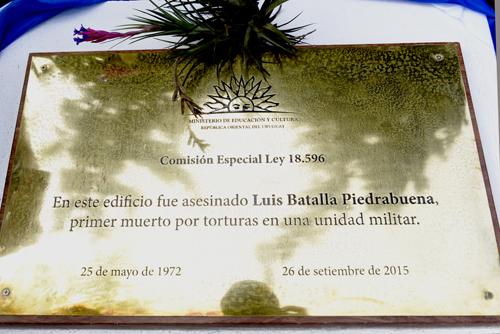 MINISTERIO DE EDUCACIÓN Y CULTURA
REPÚBLICA ORIENTAL DEL URUGUAY
Comisión Especial Ley 18.596
En este edificio fue asesinado Luis Batalla Piedrabuena,
primer muerto por torturas en una unidad militar.
25 de mayo de 1972 26 de setiembre de 2015